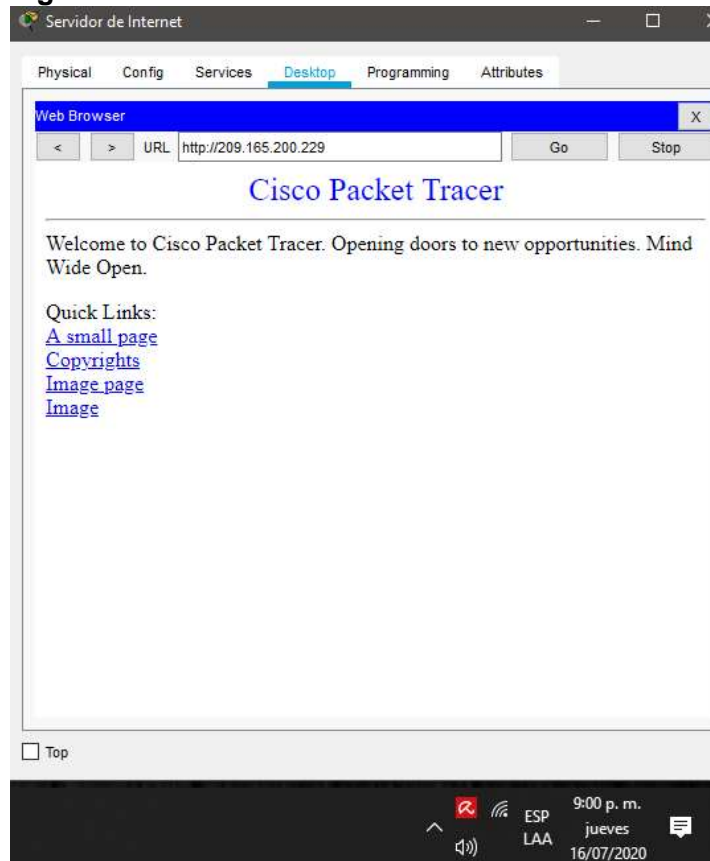 Servidor de Internet
Physical Config Services Desktop Programming Attributes
Web Browser X
< > URL http://209.165.200.229 Go Stop
Cisco Packet Tracer
Welcome to Cisco Packet Tracer. Opening doors to new opportunities. Mind
Wide Open.
Quick Links:
A small page
Copyrights
Image page
Image
Top
ESP
LAA
9:00 p. m.
jueves
16/07/2020